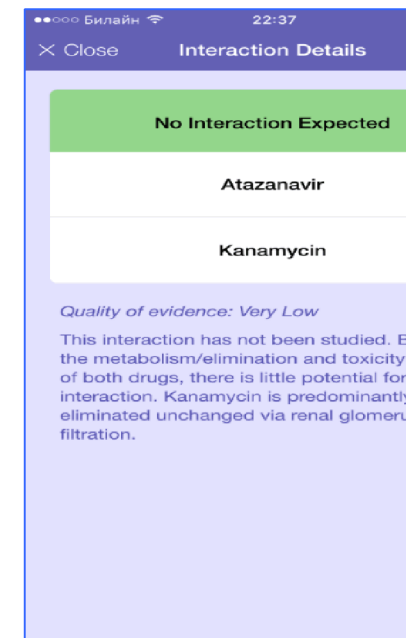 Билайн 22:37
Close Interaction Details
No Interaction Expected
Atazanavir
Kanamycin
Quality of evidence: Very Low
This interaction has not been studied.
the metabolism/elimination and toxicity
of both drugs, there is little potential for
interaction. Kanamycin is predominantly
eliminated unchanged via renal
filtration.